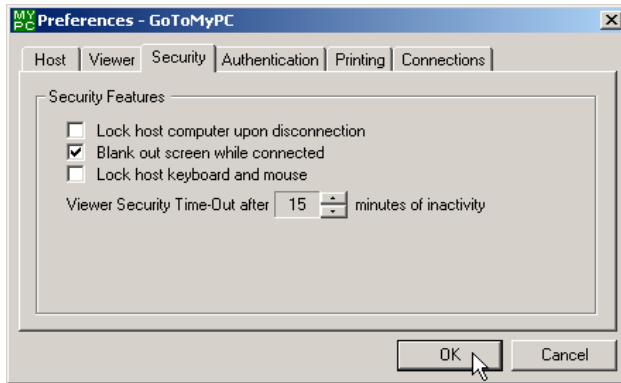 MY
PC Preferences - GoToMyPC
Host Viewer Security Authentication Printing Connections
Security Features
Lock host computer upon disconnection
Blank out screen while connected
Lock host keyboard and mouse
Viewer Security Time-Out after 15 minutes of inactivity
OK Cancel